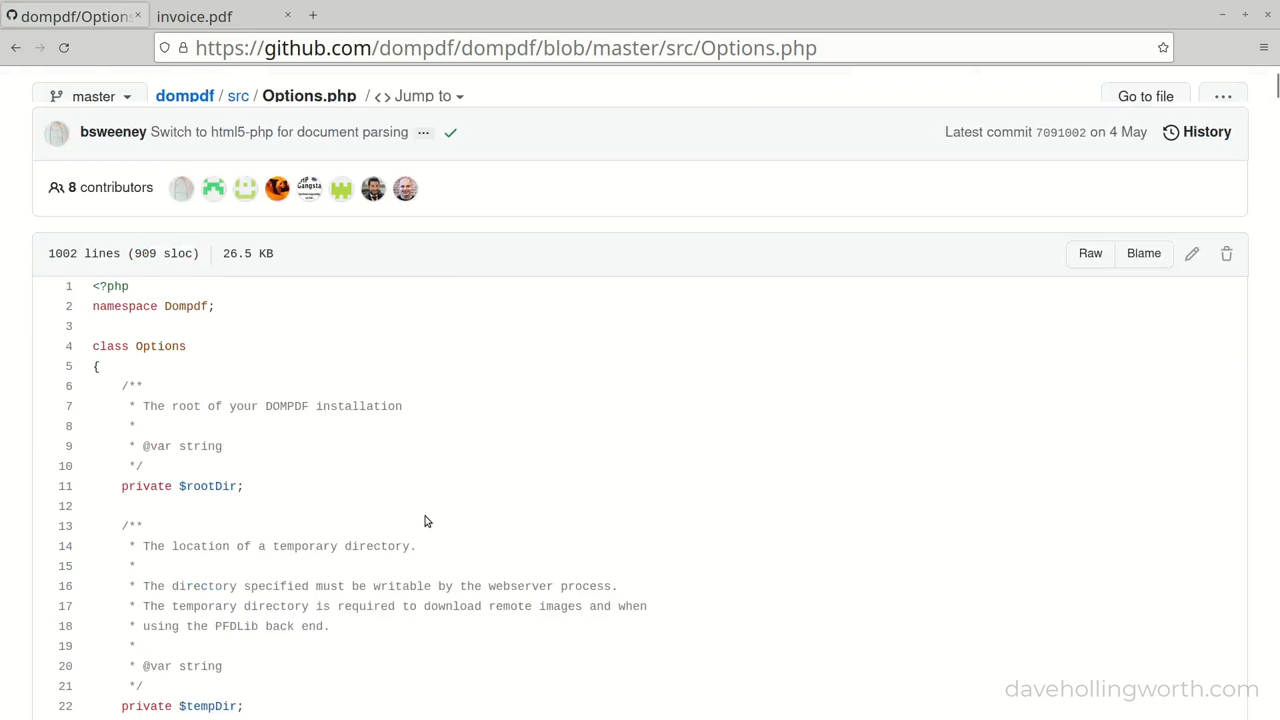 dompdf/Options
invoice.pdf
https://github.com/dompdf/dompdf/blob/master/src/Options.php
master
dompdf / src / Options.php / <> Jump to
Go to file
...
bsweeney Switch to html5-php for document parsing ...
Latest commit 7091002 on 4 May
History
8 contributors
1002 lines (909 sloc)
26.5 KB
Raw
Blame
1 <?php
2 namespace Dompdf;
3
4 class Options
5 {
6 /**
7 * The root of your DOMPDF installation
8 *
9 * @var string
10 */
11 private $rootDir;
12
13 /**
14 * The location of a temporary directory.
15 *
16 * The directory specified must be writable by the webserver process.
17 * The temporary directory is required to download remote images and when
18 * using the PFDLib back end.
19 *
20 * @var string
21 */
22 private $tempDir;
davehollingworth.com